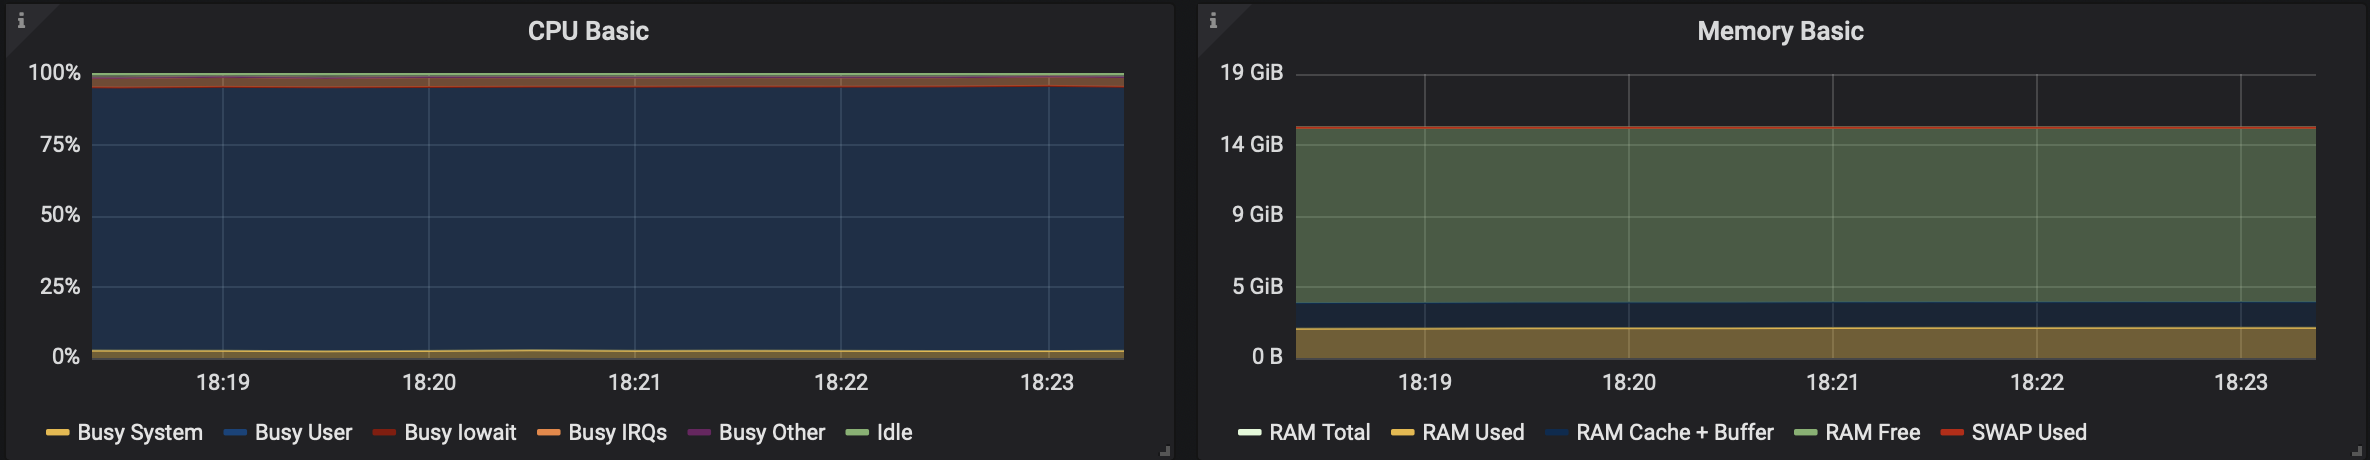 CPU Basic
100%
75%
50%
25%
0%
18:19 18:20 18:21 18:22 18:23
Busy System Busy User Busy Iowait Busy IRQs Busy Other Idle
Memory Basic
19 GiB
14 GiB
9 GiB
5 GiB
0 B
18:19 18:20 18:21 18:22 18:23
RAM Total RAM Used RAM Cache + Buffer RAM Free SWAP Used